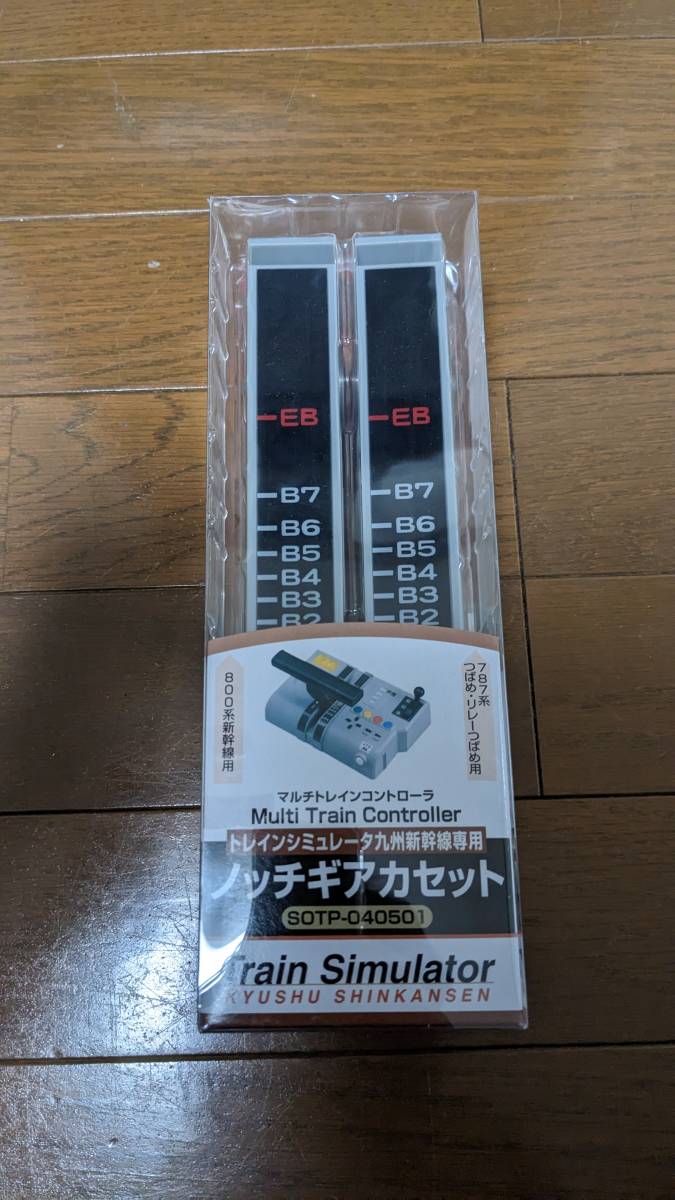 EB
B7
B6
B5
B4
B3
B2
EB
B7
B6
B5
B4
B3
B2
800系新幹線用
787系
つばめ・リレーつばめ用
マルチトレインコントローラ
Multi Train Controller
トレインシミュレータ九州新幹線専用
ノッチギアカセット
SOTP-040501
Train Simulator
KYUSHU SHINKANSEN